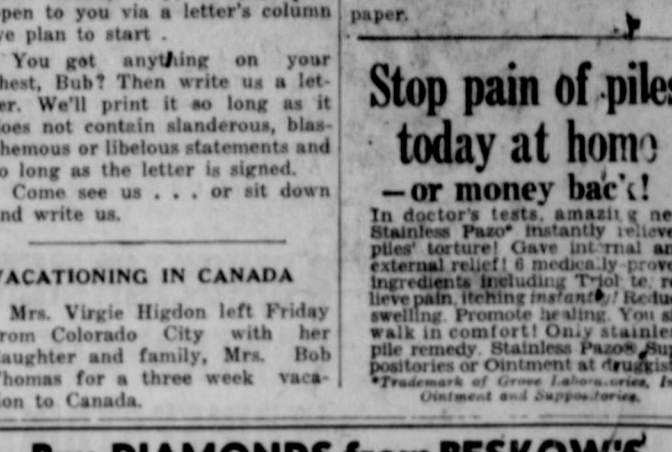 pen to you via a letter's column
ve plan to start .
You got anything on your
hest, Bub? Then write us a let-
er. We'll print it so long as it
oes not contain slanderous, blas-
hemous or libelous statements and
o long as the letter is signed.
Come see us . . . or sit down
nd write us.
VACATIONING IN CANADA
Mrs. Virgie Higdon left Friday
rom Colorado City with her
aughter and family, Mrs. Bob
Thomas for a three week vaca-
ion to Canada.
paper.
Stop pain of piles
today at home
— or money back!
In doctor's tests, amazing ne
Stainless Pazo* instantly relieve
piles' torture! Gave internal an
external relief! 6 medically-prove
ingredients including Triolyte, re
lieve pain, itching instantly! Redu
swelling. Promote healing. You si
walk in comfort! Only stainle
pile remedy. Stainless Pazo® Sup
positories or Ointment at druggist
*Trademark of Grove Laboratories, I
Ointment and Suppositories.
DIAMONDS from BESKOW'S